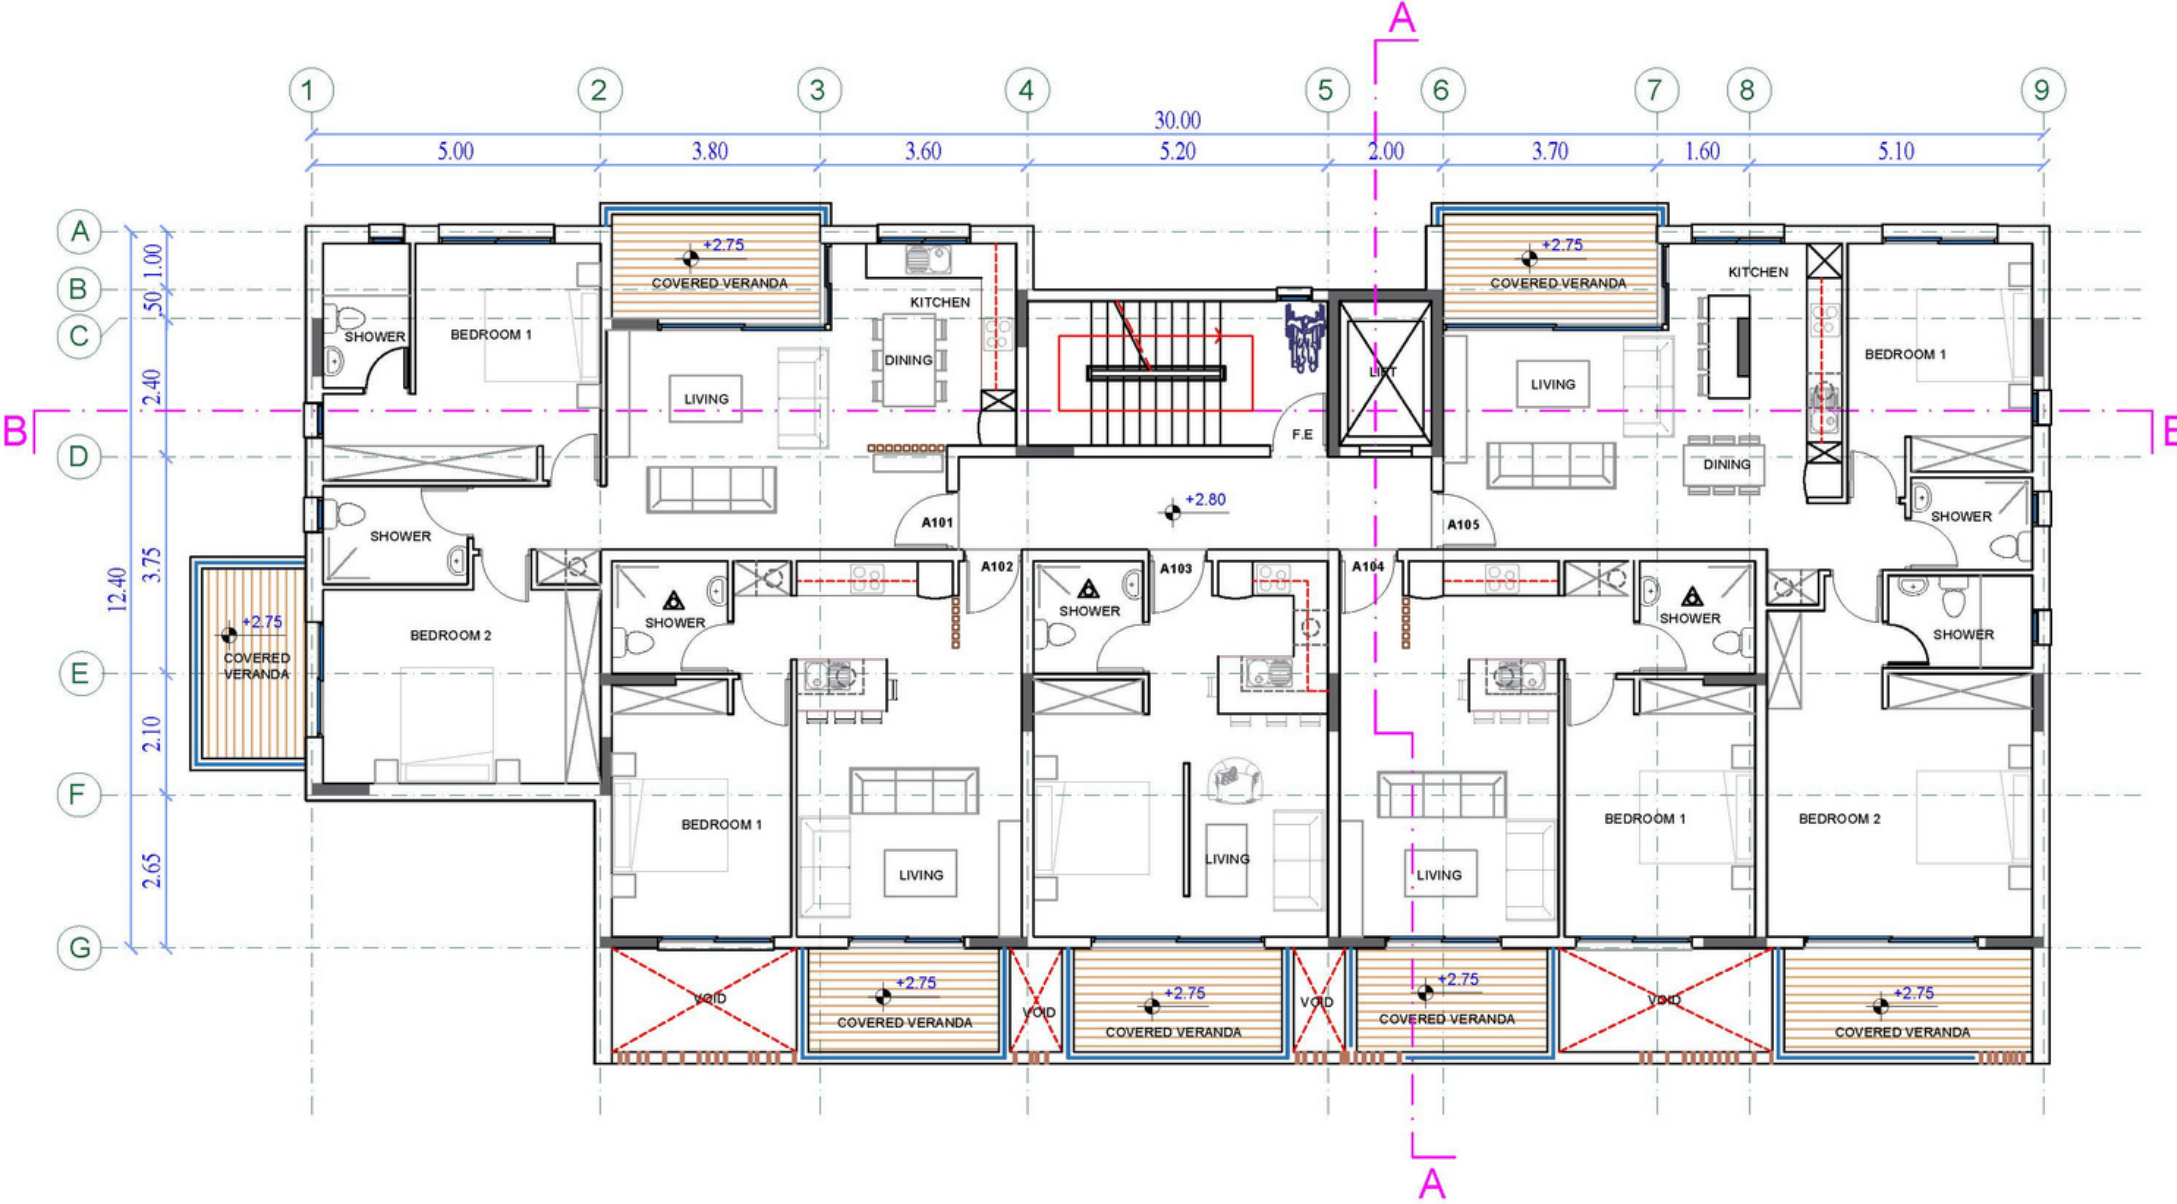 A
1
2
3
4
5
6
7
8
9
30.00
5.00
3.80
3.60
5.20
2.00
3.70
1.60
5.10
A
B
C
D
E
F
G
1.00
.50
2.40
3.75
2.10
2.65
12.40
B
B
+2.75
COVERED VERANDA
+2.75
COVERED VERANDA
KITCHEN
KITCHEN
SHOWER
BEDROOM 1
DINING
LIVING
LIFT
F.E
LIVING
DINING
BEDROOM 1
SHOWER
A101
+2.80
A105
SHOWER
A102
A103
A104
+2.75
COVERED
VERANDA
BEDROOM 2
SHOWER
SHOWER
SHOWER
SHOWER
BEDROOM 1
LIVING
LIVING
LIVING
BEDROOM 1
BEDROOM 2
VOID
+2.75
COVERED VERANDA
VOID
+2.75
COVERED VERANDA
VOID
+2.75
COVERED VERANDA
VOID
+2.75
COVERED VERANDA
A